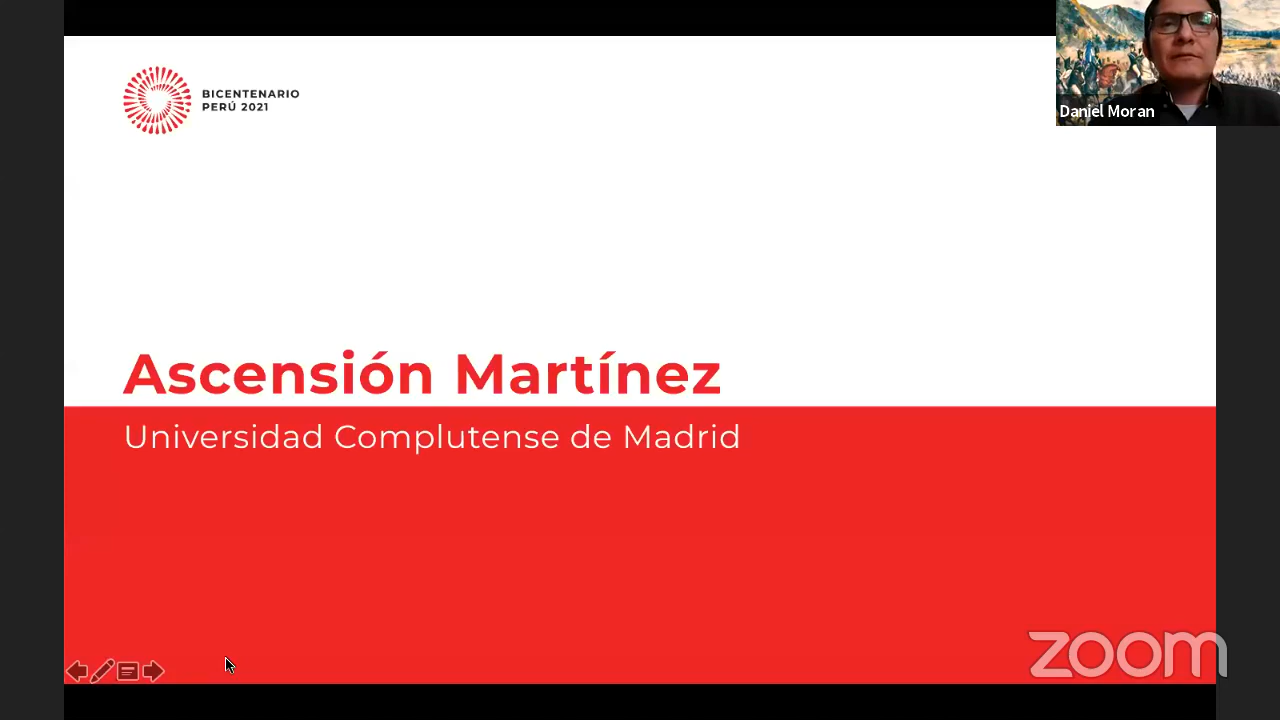 BICENTENARIO
PERÚ 2021
Daniel Moran
Ascensión Martínez
Universidad Complutense de Madrid
zoom